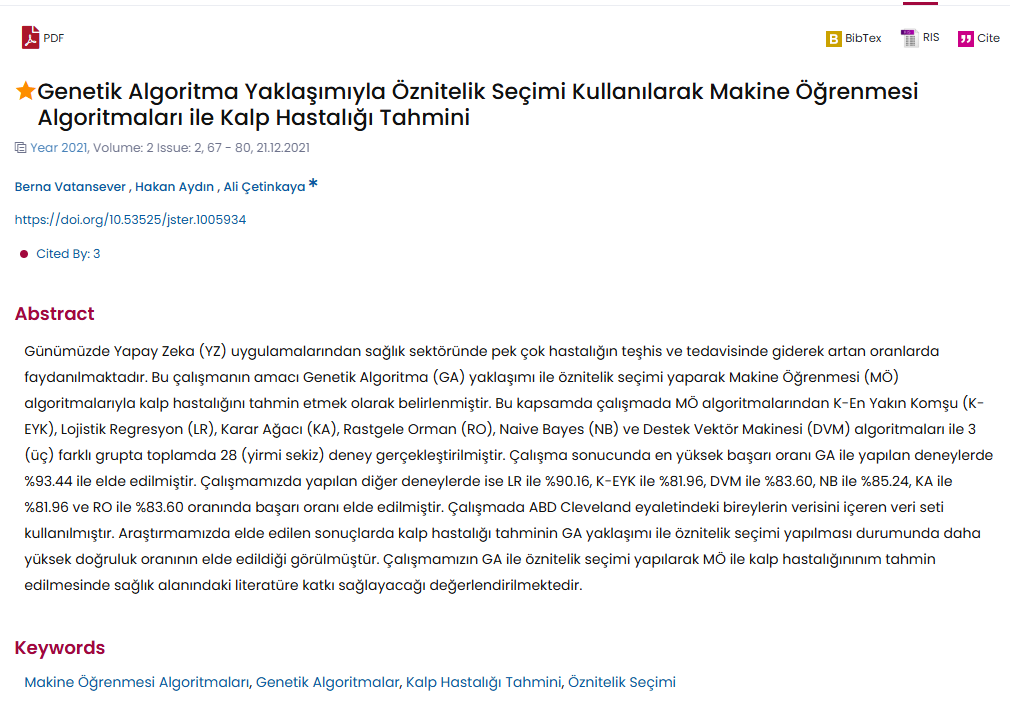 PDF
BibTex RIS Cite
Genetik Algoritma Yaklaşımıyla Öznitelik Seçimi Kullanılarak Makine Öğrenmesi
Algoritmaları ile Kalp Hastalığı Tahmini
Year 2021, Volume: 2 Issue: 2, 67 - 80, 21.12.2021
Berna Vatansever , Hakan Aydın , Ali Çetinkaya *
https://doi.org/10.53525/jster.1005934
Cited By: 3
Abstract
Günümüzde Yapay Zeka (YZ) uygulamalarından sağlık sektöründe pek çok hastalığın teşhis ve tedavisinde giderek artan oranlarda
faydanılmaktadır. Bu çalışmanın amacı Genetik Algoritma (GA) yaklaşımı ile öznitelik seçimi yaparak Makine Öğrenmesi (MÖ)
algoritmalarıyla kalp hastalığını tahmin etmek olarak belirlenmiştir. Bu kapsamda çalışmada MÖ algoritmalarından K-En Yakın Komşu (K-
EYK), Lojistik Regresyon (LR), Karar Ağacı (KA), Rastgele Orman (RO), Naive Bayes (NB) ve Destek Vektör Makinesi (DVM) algoritmaları ile 3
(üç) farklı grupta toplamda 28 (yirmi sekiz) deney gerçekleştirilmiştir. Çalışma sonucunda en yüksek başarı oranı GA ile yapılan deneylerde
%93.44 ile elde edilmiştir. Çalışmamızda yapılan diğer deneylerde ise LR ile %90.16, K-EYK ile %81.96, DVM ile %83.60, NB ile %85.24, KA ile
%81.96 ve RO ile %83.60 oranında başarı oranı elde edilmiştir. Çalışmada ABD Cleveland eyaletindeki bireylerin verisini içeren veri seti
kullanılmıştır. Araştırmamızda elde edilen sonuçlarda kalp hastalığı tahminin GA yaklaşımı ile öznitelik seçimi yapılması durumunda daha
yüksek doğruluk oranının elde edildiği görülmüştür. Çalışmamızın GA ile öznitelik seçimi yapılarak MÖ ile kalp hastalığınınım tahmin
edilmesinde sağlık alanındaki literatüre katkı sağlayacağı değerlendirilmektedir.
Keywords
Makine Öğrenmesi Algoritmaları, Genetik Algoritmalar, Kalp Hastalığı Tahmini, Öznitelik Seçimi